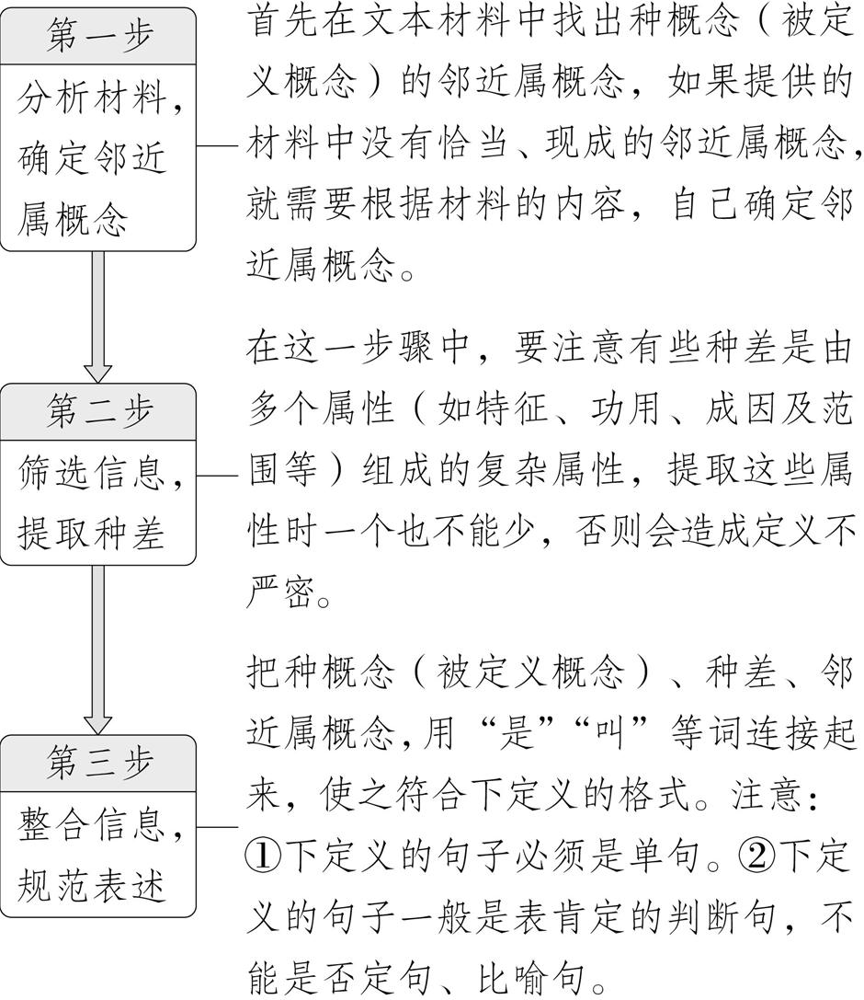 第一步
分析材料，
确定邻近
属概念
首先在文本材料中找出种概念（被定
义概念）的邻近属概念，如果提供的
材料中没有恰当、现成的邻近属概念，
就需要根据材料的内容，自己确定邻
近属概念。
第二步
筛选信息，
提取种差
在这一步骤中，要注意有些种差是由
多个属性（如特征、功用、成因及范
围等）组成的复杂属性，提取这些属
性时一个也不能少，否则会造成定义不
严密。
第三步
整合信息，
规范表述
把种概念（被定义概念）、种差、邻
近属概念，用“是”“叫”等词连接起
来，使之符合下定义的格式。注意：
①下定义的句子必须是单句。②下定
义的句子一般是表肯定的判断句，不
能是否定句、比喻句。